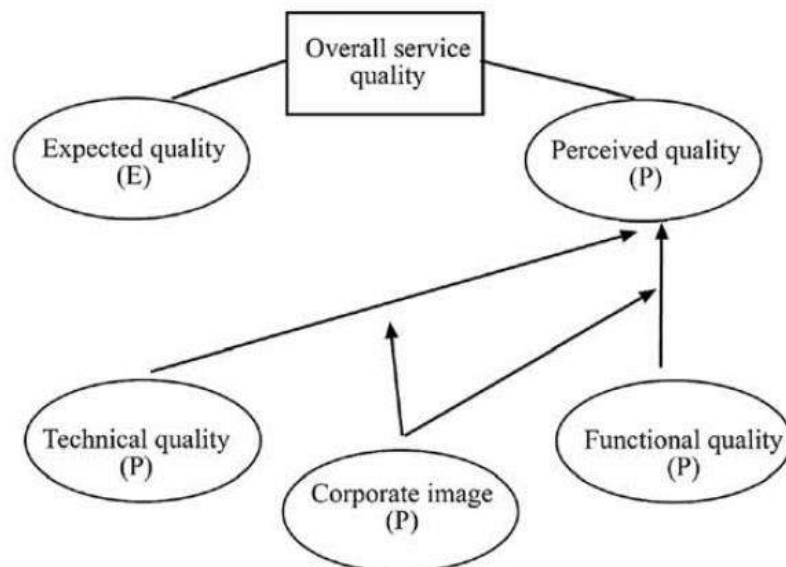 Overall service
quality
Expected quality
(E)
Perceived quality
(P)
Technical quality
(P)
Corporate image
(P)
Functional quality
(P)